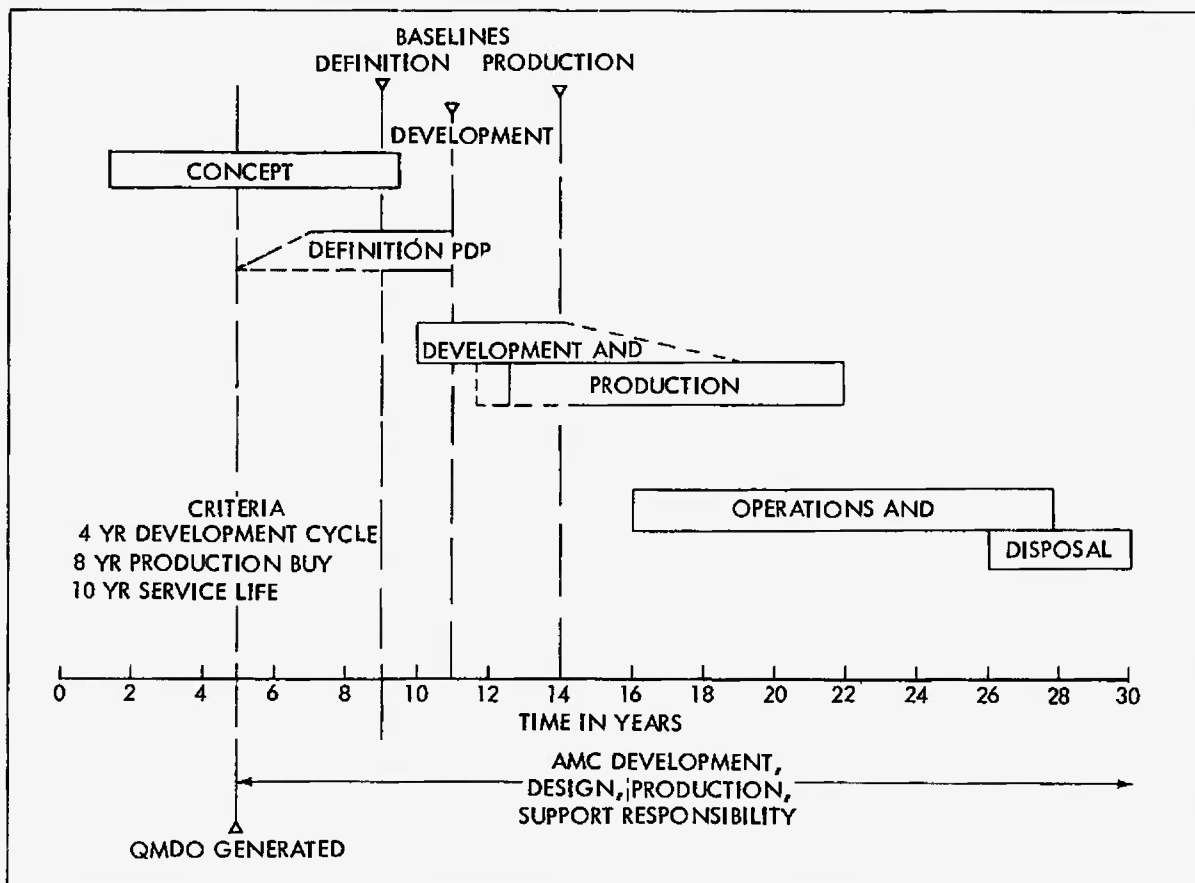 BASELINES
DEFINITION PRODUCTION
DEVELOPMENT
CONCEPT
DEFINITION PDP
DEVELOPMENT AND
PRODUCTION
CRITERIA
4 YR DEVELOPMENT CYCLE
8 YR PRODUCTION BUY
10 YR SERVICE LIFE
OPERATIONS AND
DISPOSAL
0 2 4 6 8 10 12 14 16 18 20 22 24 26 28 30
TIME IN YEARS
AMC DEVELOPMENT,
DESIGN, PRODUCTION,
SUPPORT RESPONSIBILITY
QMDO GENERATED